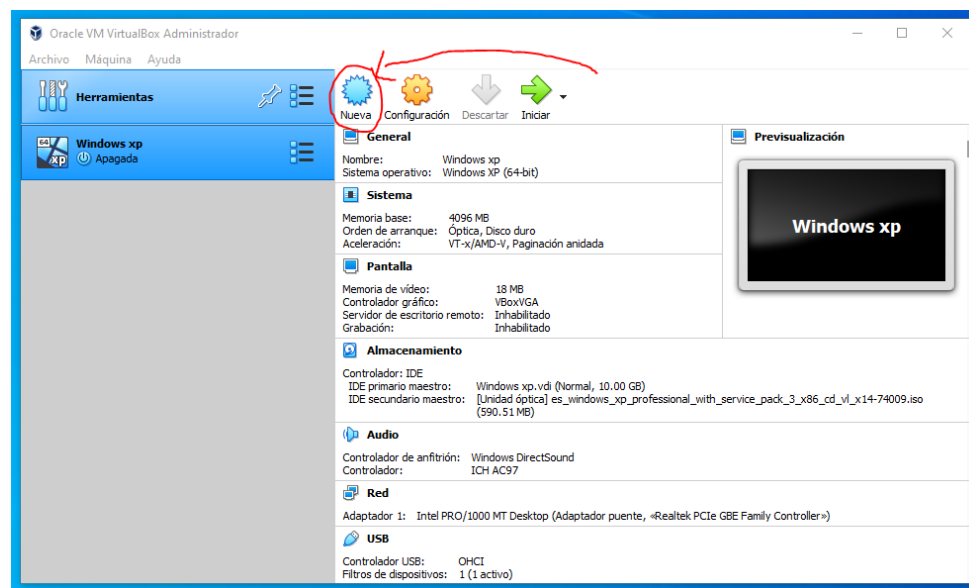 Oracle VM VirtualBox Administrador
Archivo Máquina Ayuda
Herramientas
Nueva Configuración Descartar Iniciar
64
xp
Windows xp
Apagada
General
Nombre: Windows xp
Sistema operativo: Windows XP (64-bit)
Previsualización
Windows xp
Sistema
Memoria base: 4096 MB
Orden de arranque: Óptica, Disco duro
Aceleración: VT-x/AMD-V, Paginación anidada
Pantalla
Memoria de vídeo: 18 MB
Controlador gráfico: VBoxVGA
Servidor de escritorio remoto: Inhabilitado
Grabación: Inhabilitado
Almacenamiento
Controlador: IDE
IDE primario maestro: Windows xp.vdi (Normal, 10.00 GB)
IDE secundario maestro: [Unidad óptica] es_windows_xp_professional_with_service_pack_3_x86_cd_vl_x14-74009.iso
(590.51 MB)
Audio
Controlador de anfitrión: Windows DirectSound
Controlador: ICH AC97
Red
Adaptador 1: Intel PRO/1000 MT Desktop (Adaptador puente, «Realtek PCIe GBE Family Controller»)
USB
Controlador USB: OHCI
Filtros de dispositivos: 1 (1 activo)